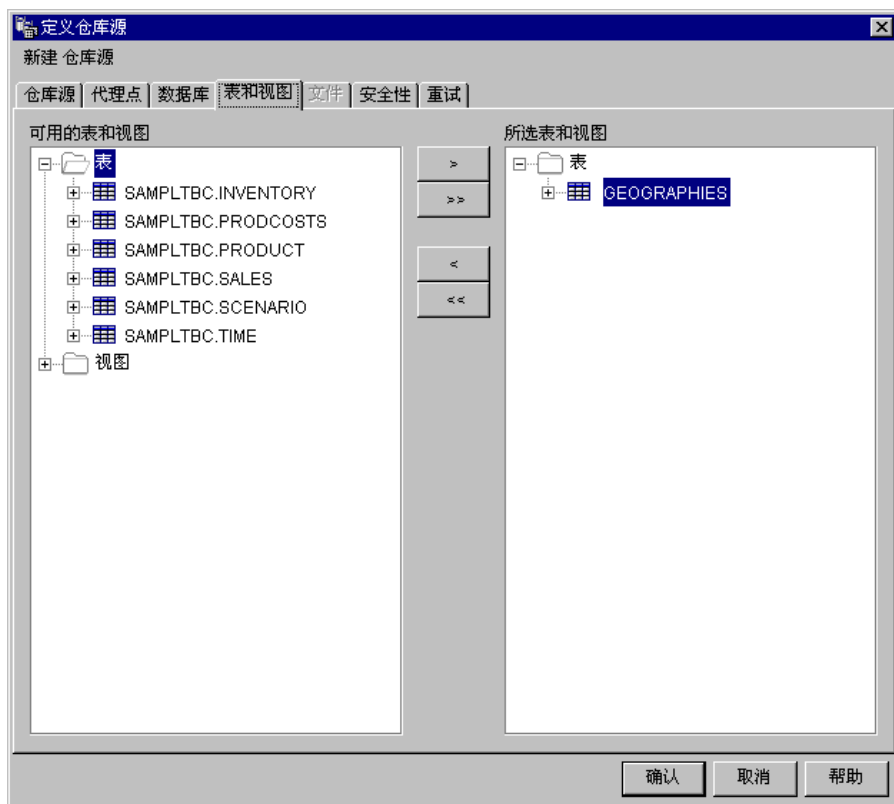 定义仓库源
新建 仓库源
仓库源 代理点 数据库 表和视图 文件 安全性 重试
可用的表和视图
表
SAMPLTBC.INVENTORY
SAMPLTBC.PRODCOSTS
SAMPLTBC.PRODUCT
SAMPLTBC.SALES
SAMPLTBC.SCENARIO
SAMPLTBC.TIME
视图
>
>>
<
<<
所选表和视图
表
GEOGRAPHIES
确认 取消 帮助